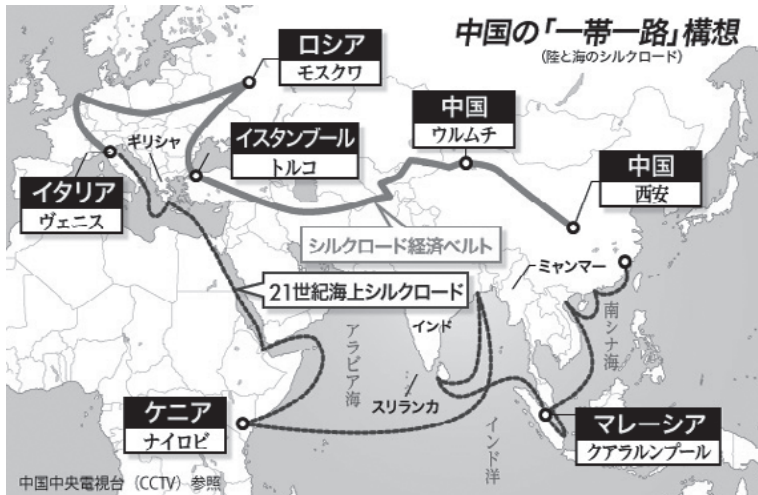 中国の「一帯一路」構想
(陸と海のシルクロード)
ロシア
モスクワ
中国
ウルムチ
イスタンブール
トルコ
ギリシャ
中国
西安
イタリア
ヴェニス
シルクロード経済ベルト
ミャンマー
21世紀海上シルクロード
インド
アラビア海
南シナ海
スリランカ
ケニア
ナイロビ
マレーシア
クアラルンプール
インド洋
中国中央電視台(CCTV)参照